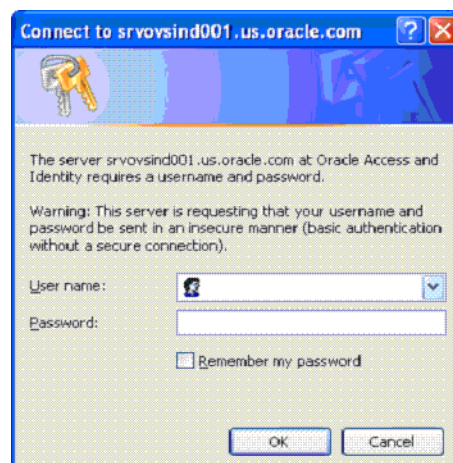 Connect to srvovsind001.us.oracle.com
The server srvovsind001.us.oracle.com at Oracle Access and
Identity requires a username and password.
Warning: This server is requesting that your username and
password be sent in an insecure manner (basic authentication
without a secure connection).
User name:
Password:
Remember my password
OK Cancel